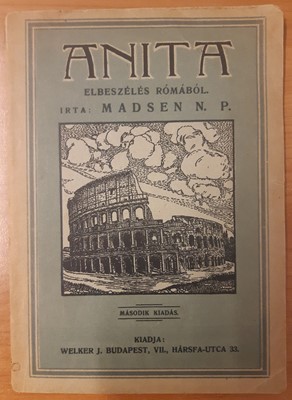 ANITA
ELBESZÉLÉS RÓMÁBÓL.
IRTA: MADSEN N. P.
MÁSODIK KIADÁS.
KIADJA:
WELKER J. BUDAPEST, VII., HÁRSFA-UTCA 33.